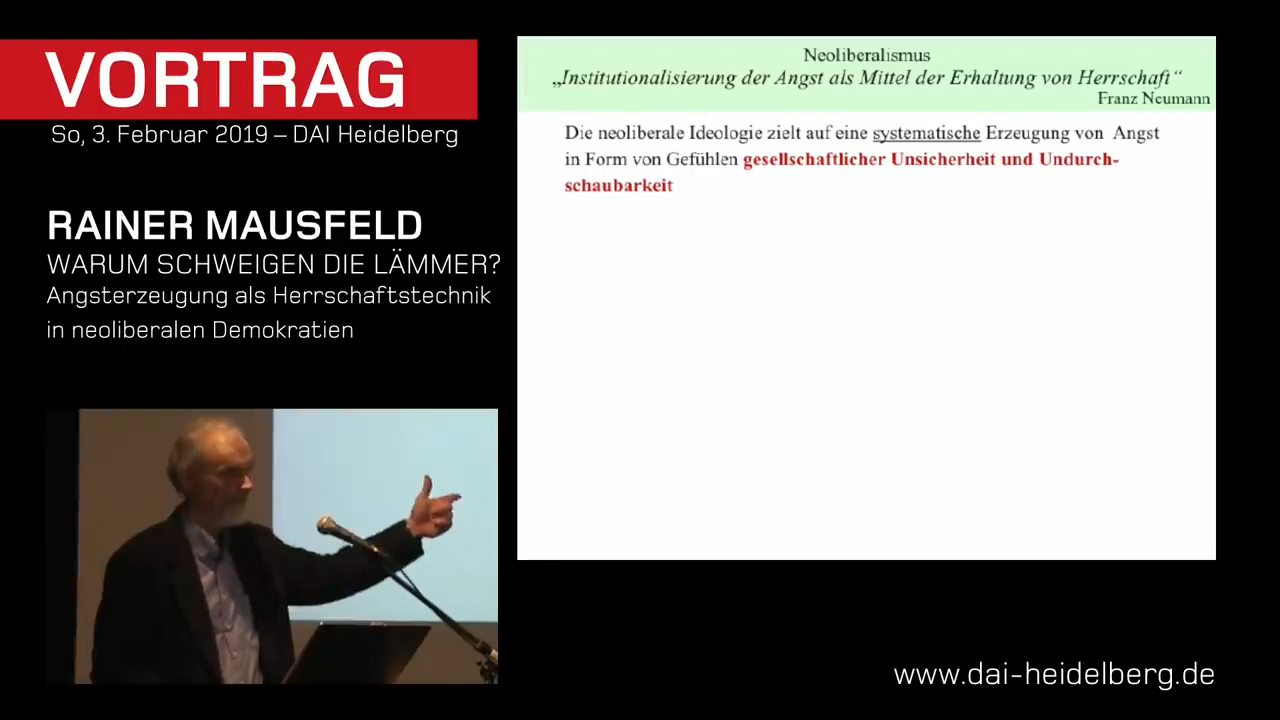 VORTRAG
So, 3. Februar 2019 – DAI Heidelberg
RAINER MAUSFELD
WARUM SCHWEIGEN DIE LÄMMER?
Angsterzeugung als Herrschaftstechnik
in neoliberalen Demokratien
Neoliberalismus
„Institutionalisierung der Angst als Mittel der Erhaltung von Herrschaft“
Franz Neumann
Die neoliberale Ideologie zielt auf eine systematische Erzeugung von Angst
in Form von Gefühlen gesellschaftlicher Unsicherheit und Undurch-
schaubarkeit
www.dai-heidelberg.de